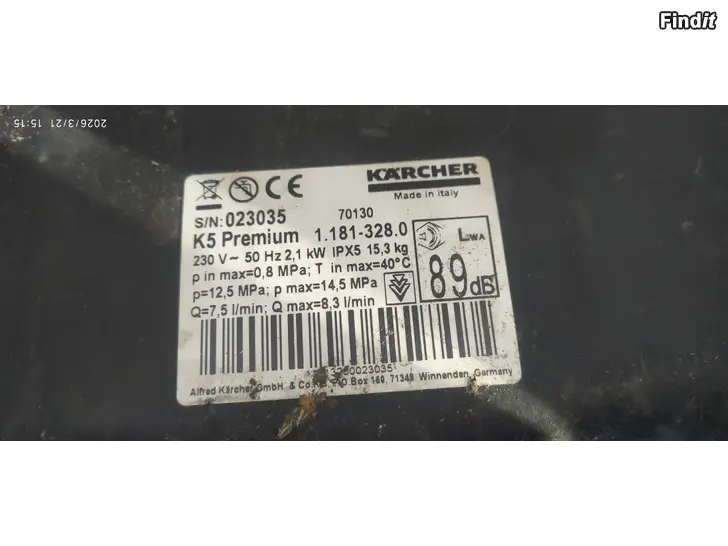 Findit
2026/3/21 15:15
KÄRCHER
Made in Italy
S/N: 023035 70130
K5 Premium 1.181-328.0
230 V~ 50 Hz 2,1 kW IPX5 15,3 kg
p in max=0,8 MPa; T in max=40°C
p=12,5 MPa; p max=14,5 MPa
Q=7,5 l/min; Q max=8,3 l/min
LWA
89dB
Alfred Kärcher GmbH & Co. P.O.Box 160, 71349 Winnenden, Germany